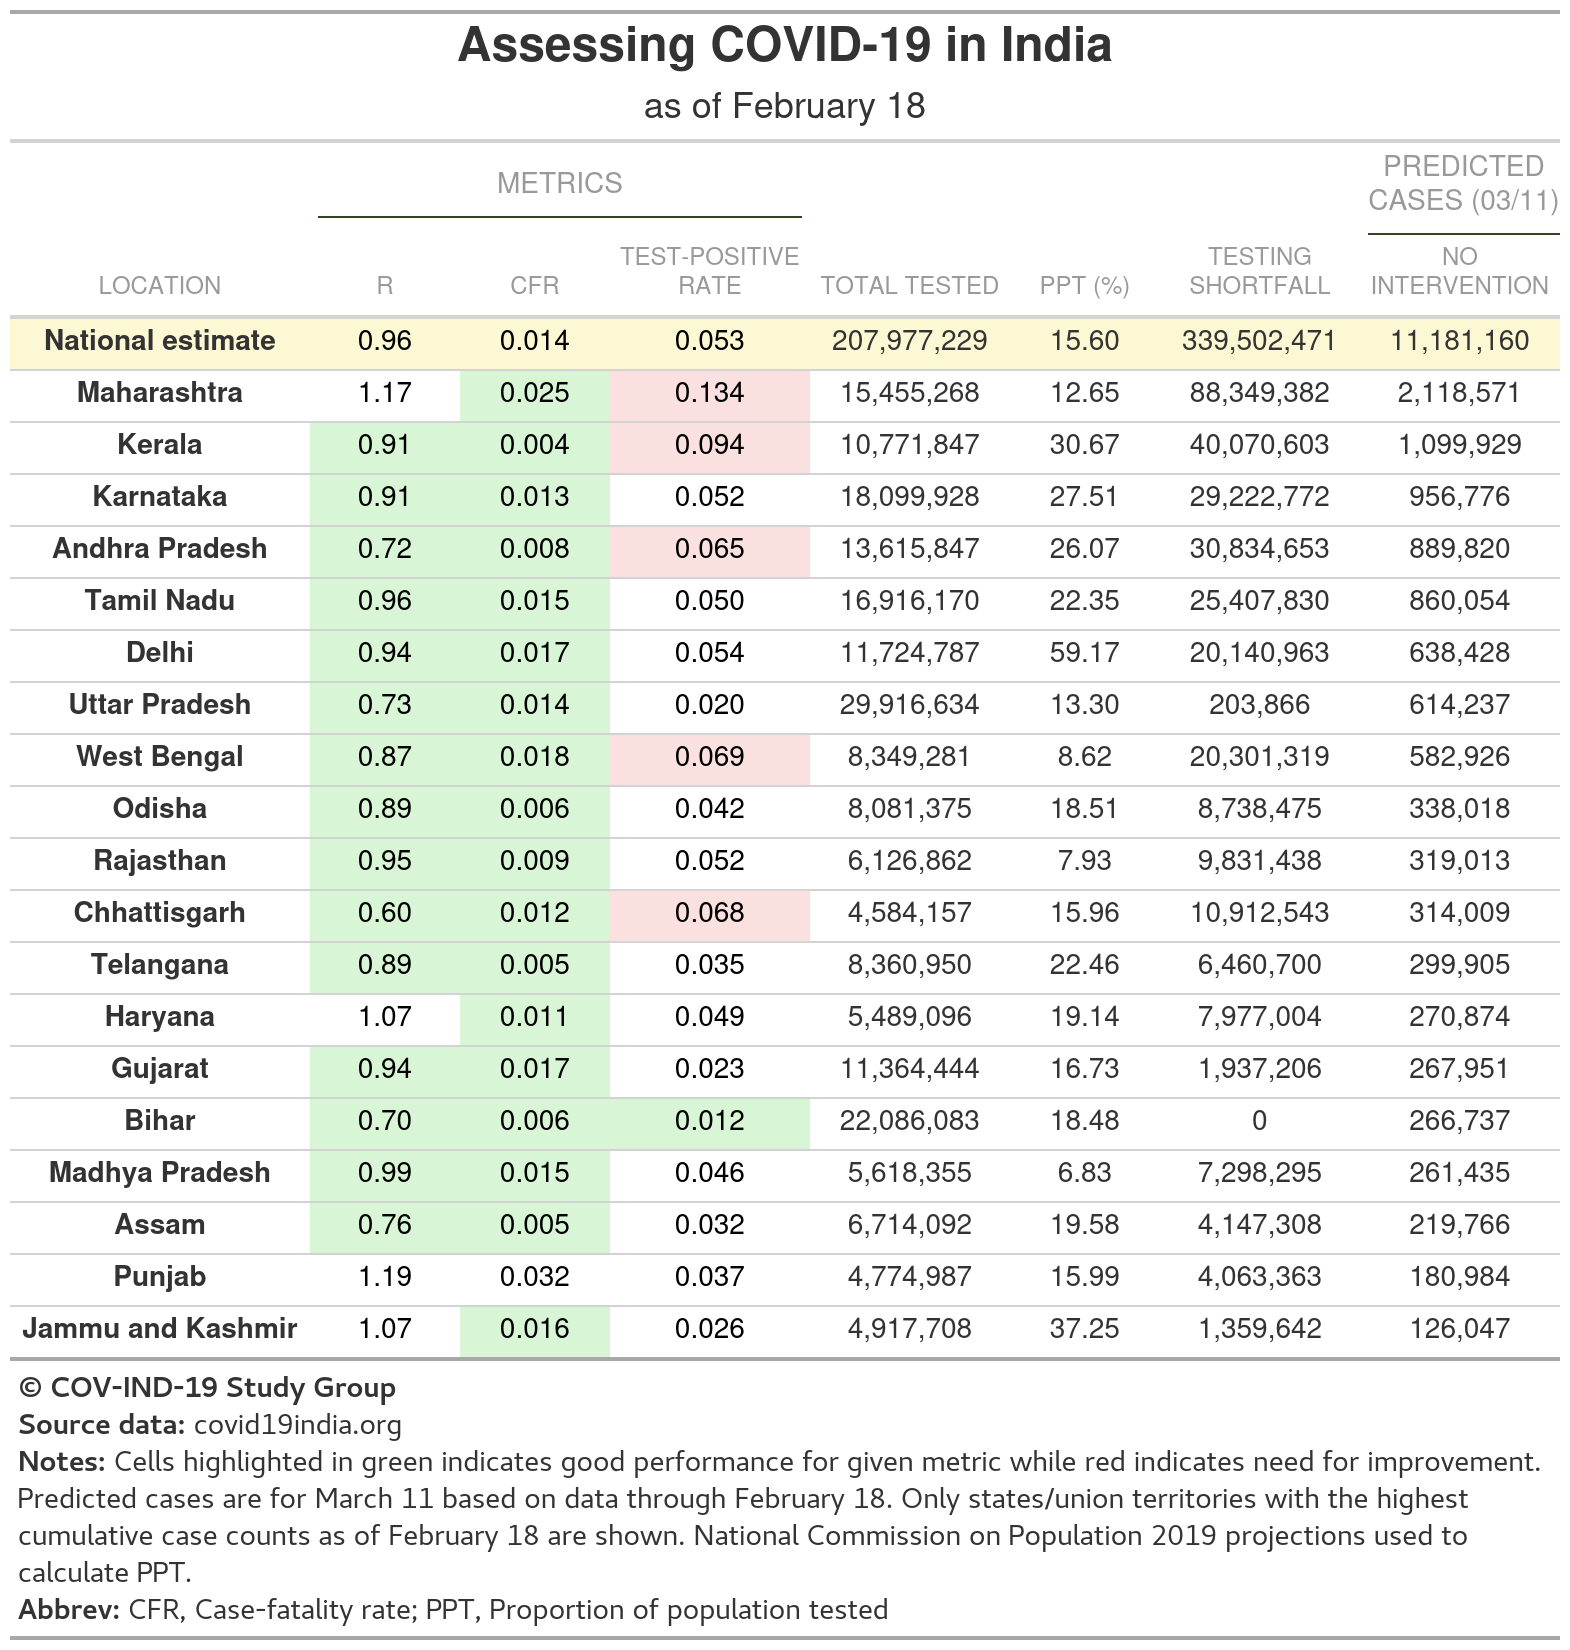 Assessing COVID-19 in India
as of February 18
METRICS
PREDICTED
CASES (03/11)
LOCATION R CFR TEST-POSITIVE RATE TOTAL TESTED PPT (%) TESTING SHORTFALL NO INTERVENTION
National estimate 0.96 0.014 0.053 207,977,229 15.60 339,502,471 11,181,160
Maharashtra 1.17 0.025 0.134 15,455,268 12.65 88,349,382 2,118,571
Kerala 0.91 0.004 0.094 10,771,847 30.67 40,070,603 1,099,929
Karnataka 0.91 0.013 0.052 18,099,928 27.51 29,222,772 956,776
Andhra Pradesh 0.72 0.008 0.065 13,615,847 26.07 30,834,653 889,820
Tamil Nadu 0.96 0.015 0.050 16,916,170 22.35 25,407,830 860,054
Delhi 0.94 0.017 0.054 11,724,787 59.17 20,140,963 638,428
Uttar Pradesh 0.73 0.014 0.020 29,916,634 13.30 203,866 614,237
West Bengal 0.87 0.018 0.069 8,349,281 8.62 20,301,319 582,926
Odisha 0.89 0.006 0.042 8,081,375 18.51 8,738,475 338,018
Rajasthan 0.95 0.009 0.052 6,126,862 7.93 9,831,438 319,013
Chhattisgarh 0.60 0.012 0.068 4,584,157 15.96 10,912,543 314,009
Telangana 0.89 0.005 0.035 8,360,950 22.46 6,460,700 299,905
Haryana 1.07 0.011 0.049 5,489,096 19.14 7,977,004 270,874
Gujarat 0.94 0.017 0.023 11,364,444 16.73 1,937,206 267,951
Bihar 0.70 0.006 0.012 22,086,083 18.48 0 266,737
Madhya Pradesh 0.99 0.015 0.046 5,618,355 6.83 7,298,295 261,435
Assam 0.76 0.005 0.032 6,714,092 19.58 4,147,308 219,766
Punjab 1.19 0.032 0.037 4,774,987 15.99 4,063,363 180,984
Jammu and Kashmir 1.07 0.016 0.026 4,917,708 37.25 1,359,642 126,047
© COV-IND-19 Study Group
Source data: covid19india.org
Notes: Cells highlighted in green indicates good performance for given metric while red indicates need for improvement.
Predicted cases are for March 11 based on data through February 18. Only states/union territories with the highest
cumulative case counts as of February 18 are shown. National Commission on Population 2019 projections used to
calculate PPT.
Abbrev: CFR, Case-fatality rate; PPT, Proportion of population tested